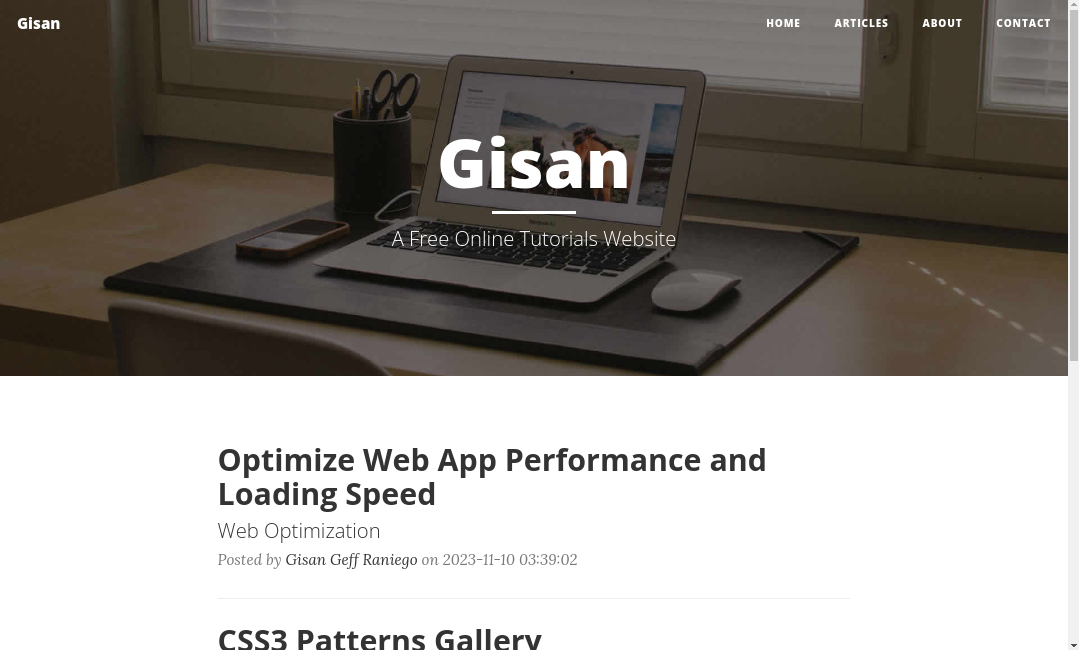 Gisan
HOME ARTICLES ABOUT CONTACT
Gisan
A Free Online Tutorials Website
Optimize Web App Performance and
Loading Speed
Web Optimization
Posted by Gisan Geff Raniego on 2023-11-10 03:39:02
CSS3 Patterns Gallery